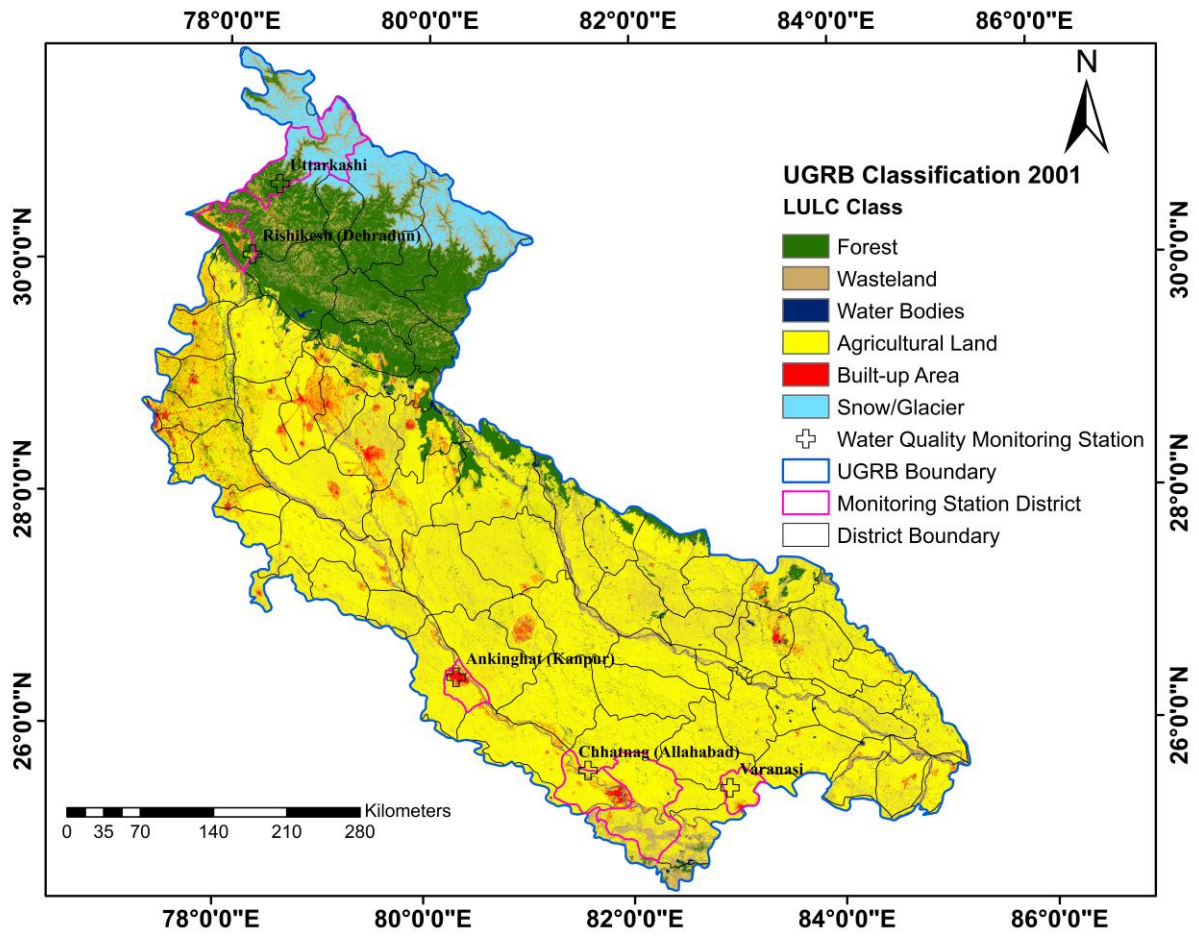 78°0'0"E 80°0'0"E 82°0'0"E 84°0'0"E 86°0'0"E
N
Uttarkashi
Rishikesh (Dehradun)
Ankinghat (Kanpur)
Chhatnag (Allahabad)
Varanasi
UGRB Classification 2001
LULC Class
Forest
Wasteland
Water Bodies
Agricultural Land
Built-up Area
Snow/Glacier
Water Quality Monitoring Station
UGRB Boundary
Monitoring Station District
District Boundary
30°0'0"N
28°0'0"N
26°0'0"N
30°0'0"N
28°0'0"N
26°0'0"N
Kilometers
0 35 70 140 210 280
78°0'0"E 80°0'0"E 82°0'0"E 84°0'0"E 86°0'0"E